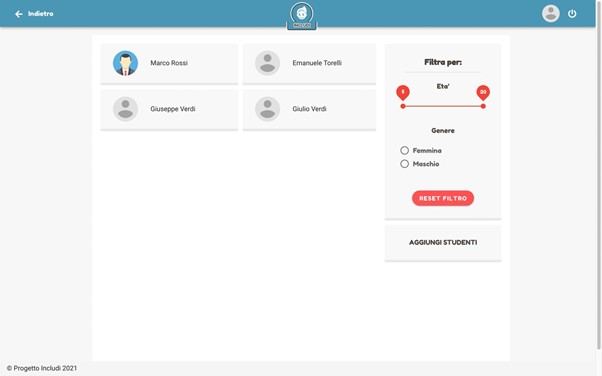 Indietro
INCLUDI
Marco Rossi
Emanuele Torelli
Giuseppe Verdi
Giulio Verdi
Filtra per:
Eta'
5
20
Genere
Femmina
Maschio
RESET FILTRO
AGGIUNGI STUDENTI
© Progetto Includi 2021